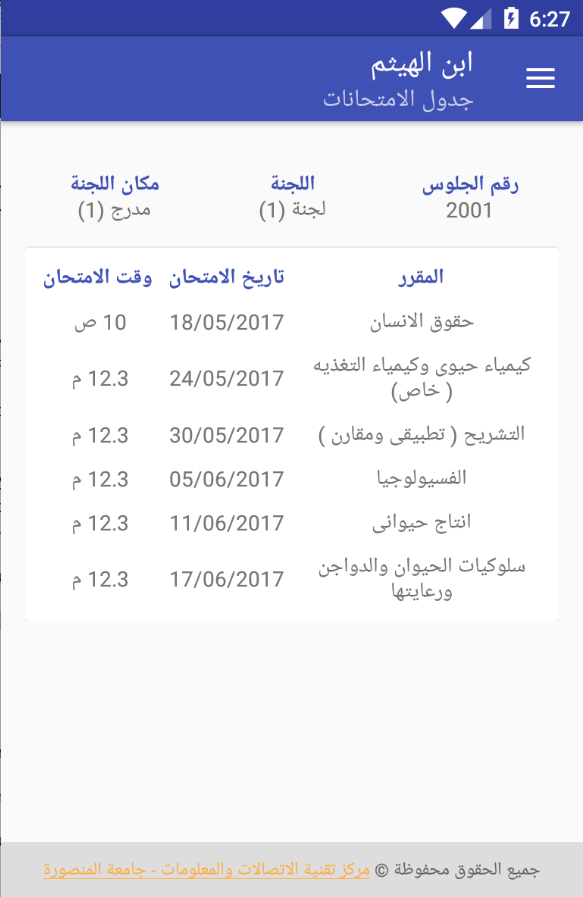 6:27
ابن الهيثم
جدول الامتحانات
رقم الجلوس اللجنة مكان اللجنة
2001 لجنة (1) مدرج (1)
المقرر تاريخ الامتحان وقت الامتحان
حقوق الانسان 18/05/2017 10 ص
كيمياء حيوى وكيمياء التغذيه
( خاص) 24/05/2017 12.3 م
التشريح ( تطبيقى ومقارن ) 30/05/2017 12.3 م
الفسيولوجيا 05/06/2017 12.3 م
انتاج حيوانى 11/06/2017 12.3 م
سلوكيات الحيوان والدواجن
ورعايتها 17/06/2017 12.3 م
جميع الحقوق محفوظة © مركز تقنية الاتصالات والمعلومات - جامعة المنصورة